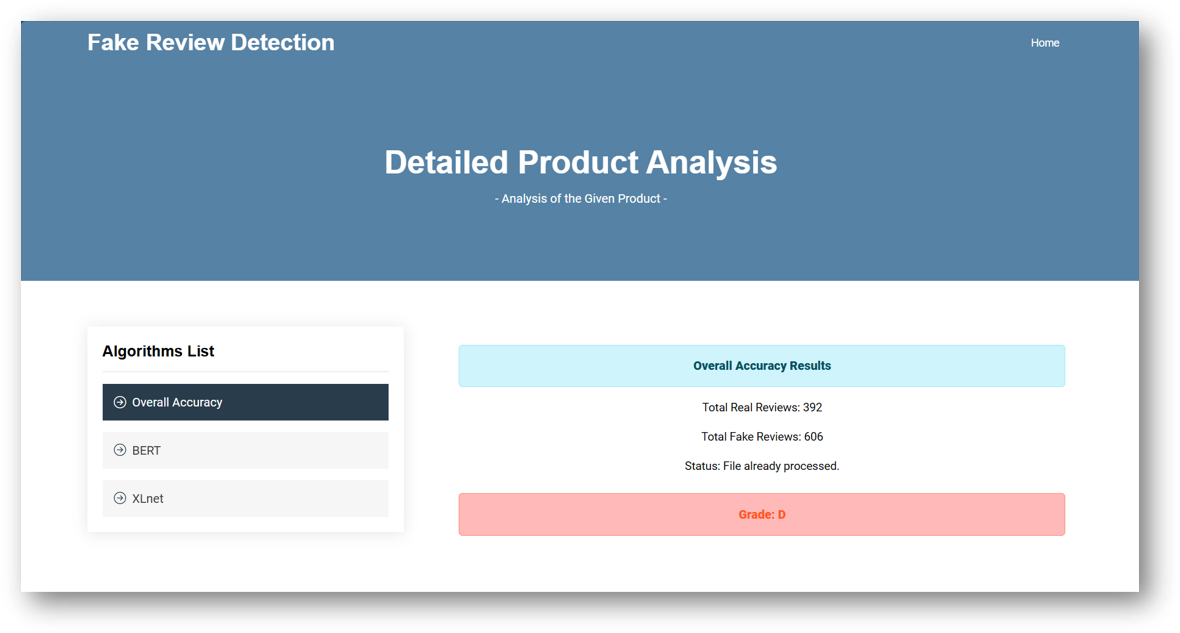 Fake Review Detection
Home
Detailed Product Analysis
- Analysis of the Given Product -
Algorithms List
Overall Accuracy
BERT
XLnet
Overall Accuracy Results
Total Real Reviews: 392
Total Fake Reviews: 606
Status: File already processed.
Grade: D